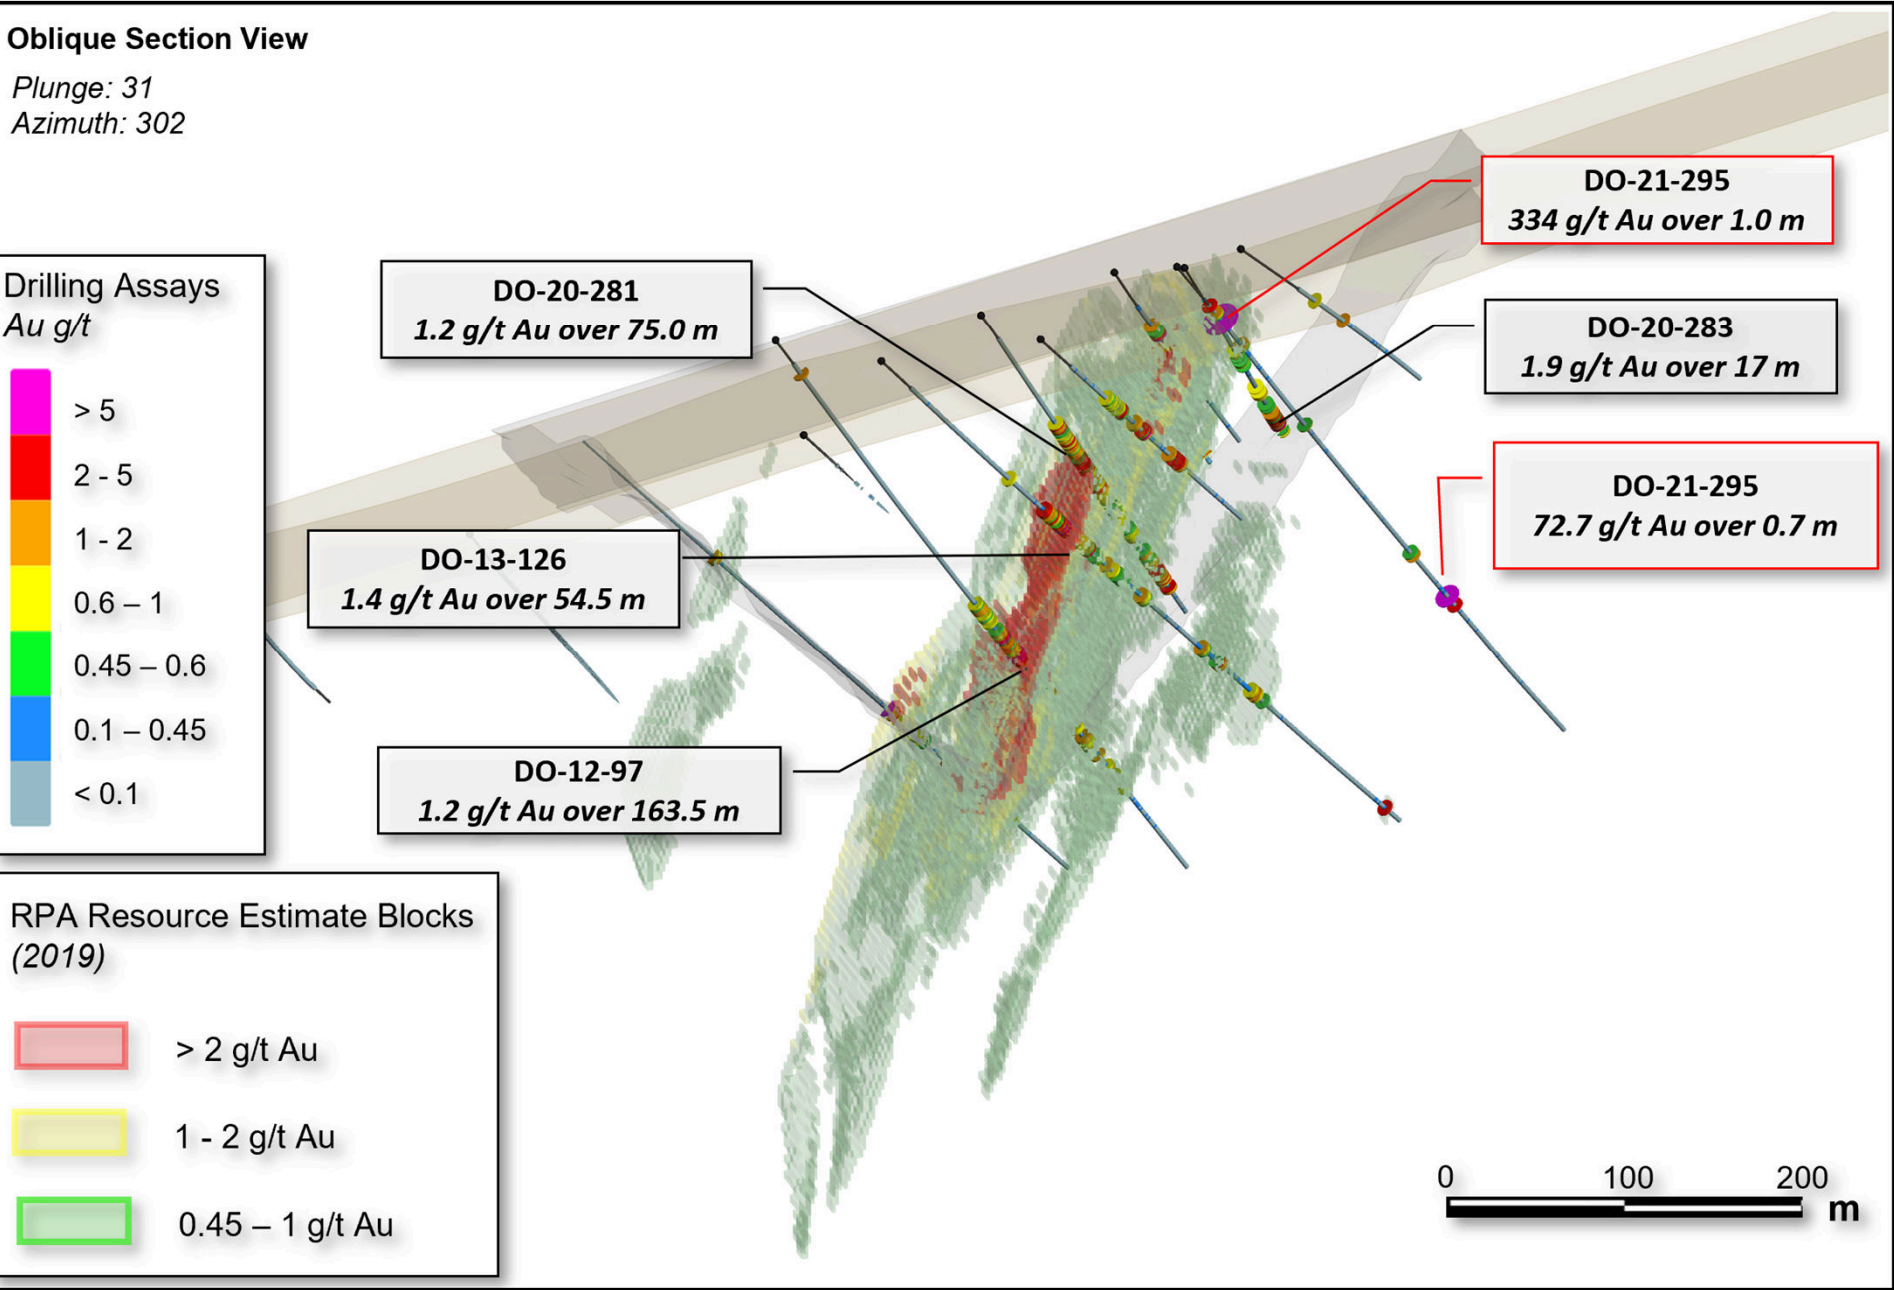 Oblique Section View
Plunge: 31
Azimuth: 302
DO-21-295
334 g/t Au over 1.0 m
DO-20-281
1.2 g/t Au over 75.0 m
DO-20-283
1.9 g/t Au over 17 m
DO-21-295
72.7 g/t Au over 0.7 m
DO-13-126
1.4 g/t Au over 54.5 m
DO-12-97
1.2 g/t Au over 163.5 m
Drilling Assays
Au g/t
> 5
2 - 5
1 - 2
0.6 – 1
0.45 – 0.6
0.1 – 0.45
< 0.1
RPA Resource Estimate Blocks
(2019)
> 2 g/t Au
1 - 2 g/t Au
0.45 – 1 g/t Au
0 100 200
m